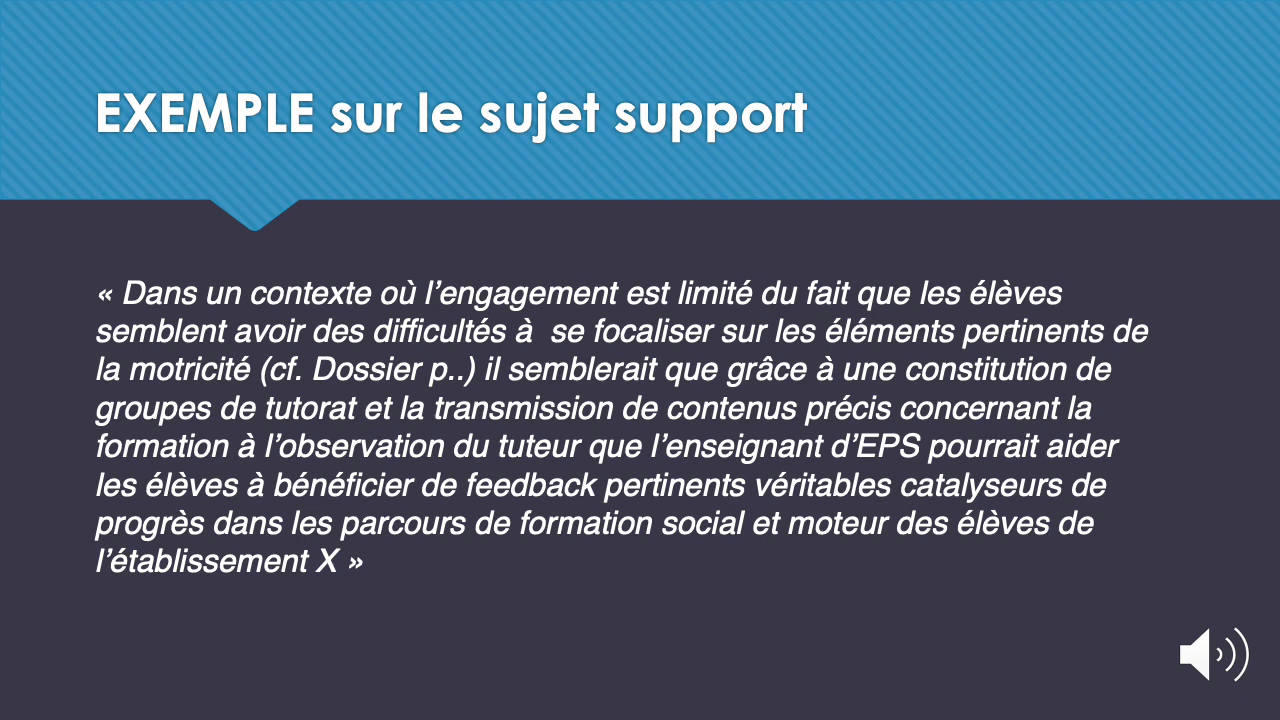 EXEMPLE sur le sujet support
« Dans un contexte où l’engagement est limité du fait que les élèves
semblent avoir des difficultés à  se focaliser sur les éléments pertinents de
la motricité (cf. Dossier p..) il semblerait que grâce à une constitution de
groupes de tutorat et la transmission de contenus précis concernant la
formation à l’observation du tuteur que l’enseignant d’EPS pourrait aider
les élèves à bénéficier de feedback pertinents véritables catalyseurs de
progrès dans les parcours de formation social et moteur des élèves de
l’établissement X »